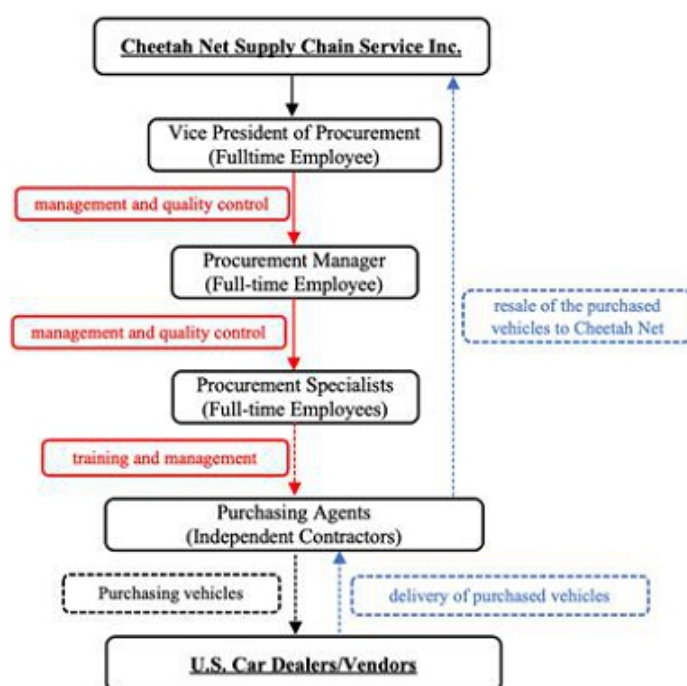 Cheetah Net Supply Chain Service Inc.
Vice President of Procurement
(Fulltime Employee)
management and quality control
Procurement Manager
(Full-time Employee)
resale of the purchased
vehicles to Cheetah Net
management and quality control
Procurement Specialists
(Full-time Employees)
training and management
Purchasing Agents
(Independent Contractors)
Purchasing vehicles
delivery of purchased vehicles
U.S. Car Dealers/Vendors